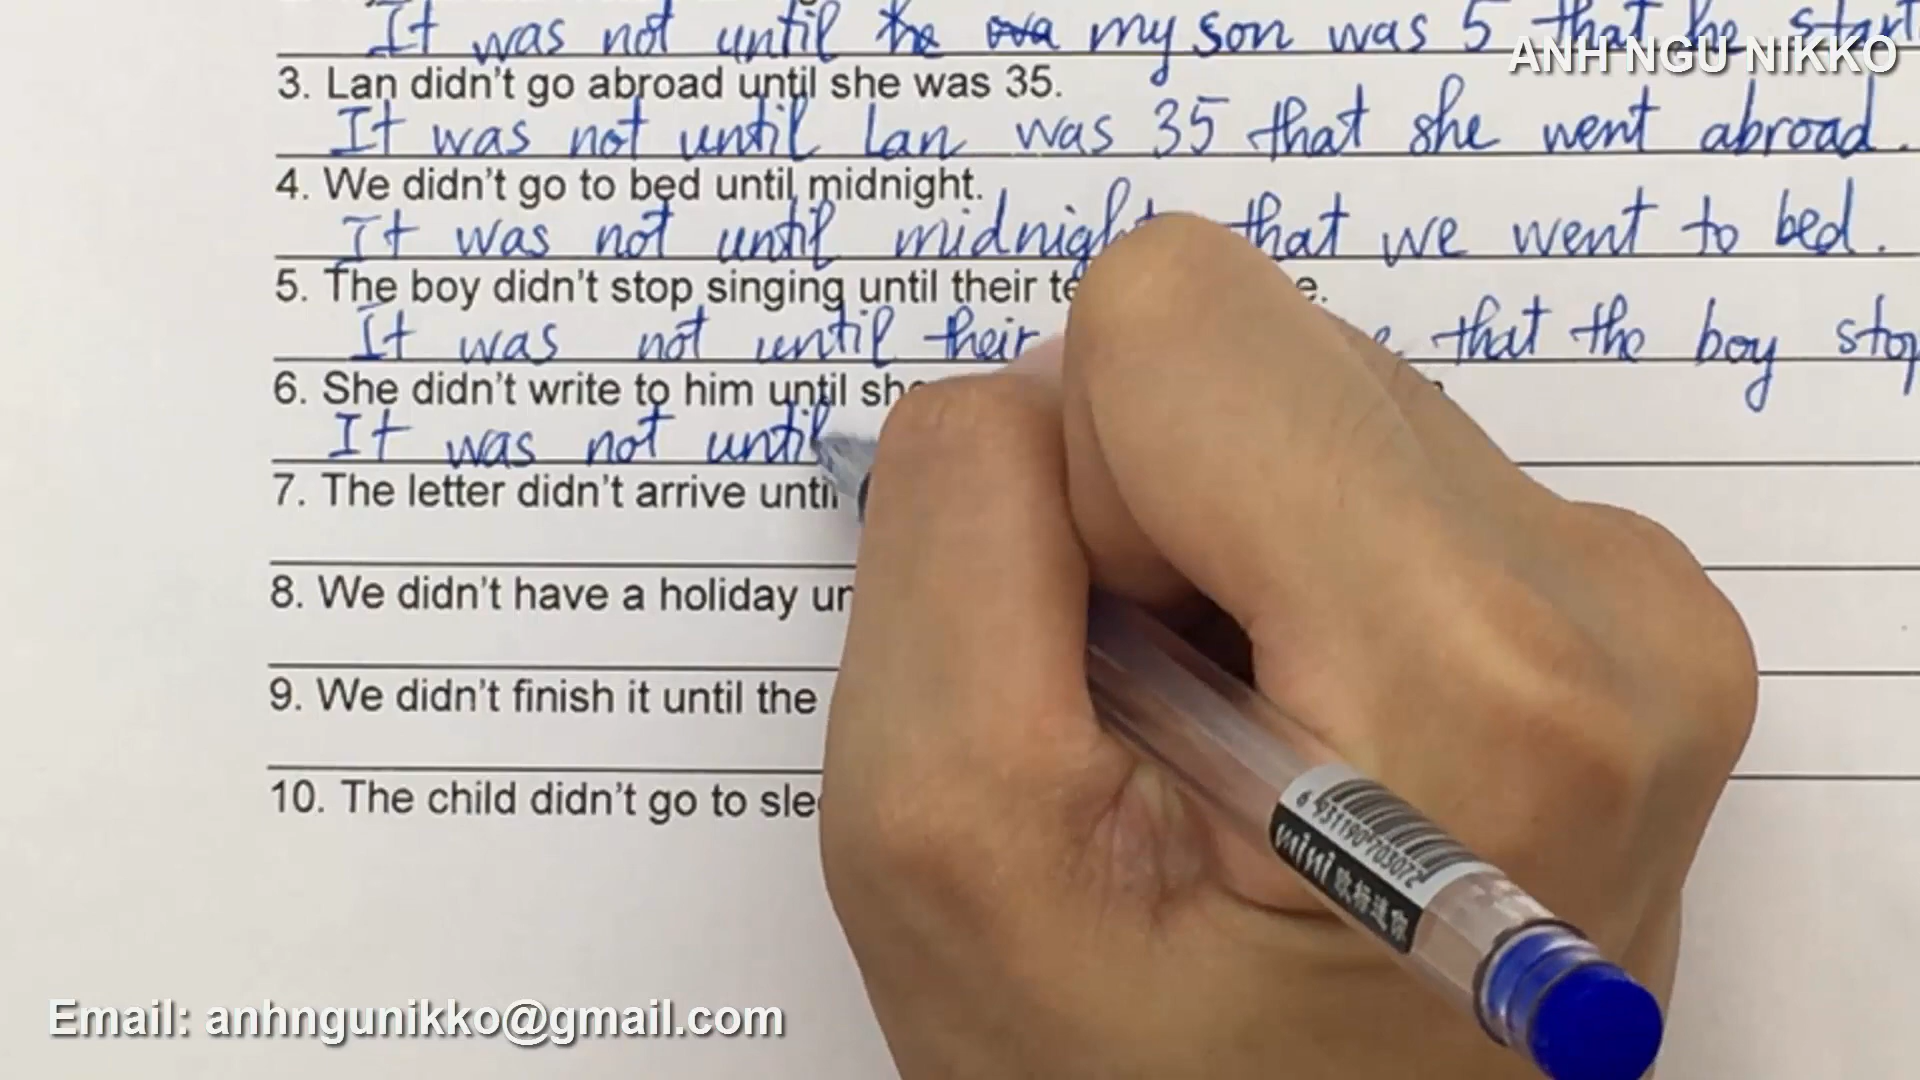 It was not until the my son was 5 that he start
ANH NGU NIKKO
3. Lan didn't go abroad until she was 35.
It was not until Lan was 35 that she went abroad.
4. We didn't go to bed until midnight.
It was not until midnight that we went to bed.
5. The boy didn't stop singing until their
It was not until their that the boy stop
6. She didn't write to him until
It was not until
7. The letter didn't arrive until
8. We didn't have a holiday
9. We didn't finish it until the
10. The child didn't go to
6 931190 703072
mini
Email: anhngunikko@gmail.com